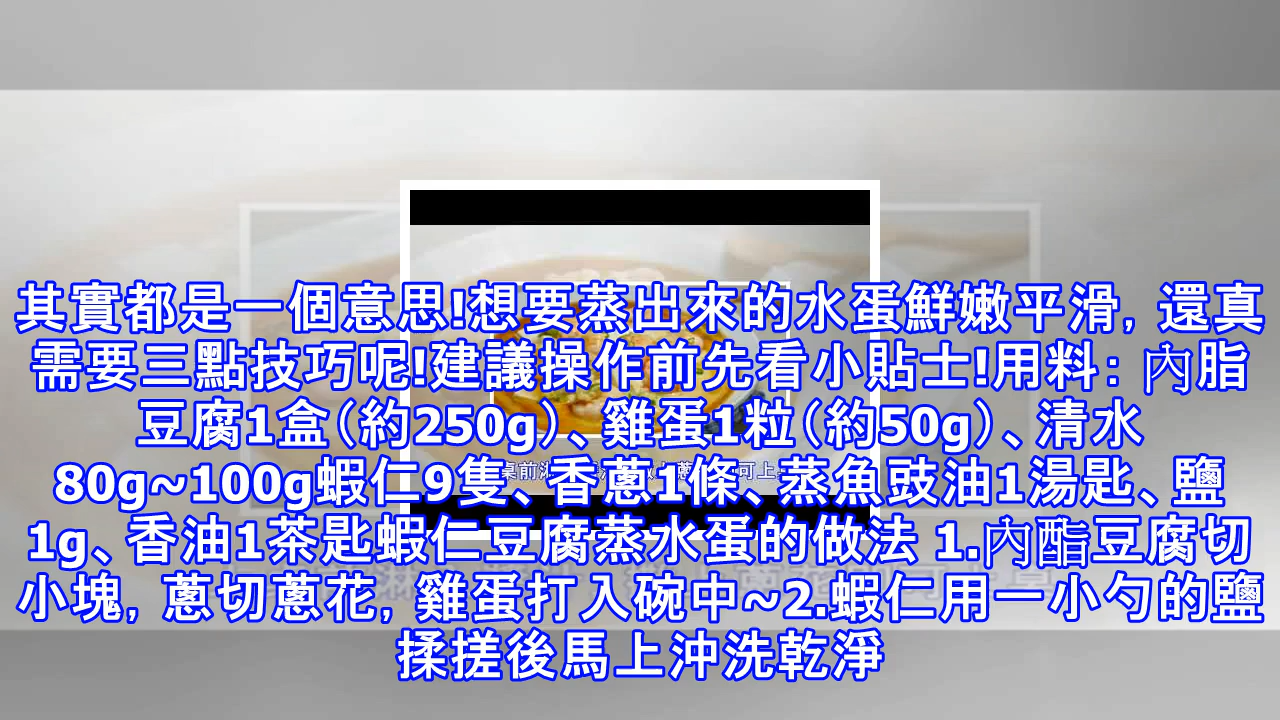 其實都是一個意思!想要蒸出來的水蛋鮮嫩平滑, 還真
需要三點技巧呢!建議操作前先看小貼士!用料: 內脂
豆腐1盒(約250g)、雞蛋1粒(約50g)、清水
80g~100g蝦仁9隻、香蔥1條、蒸魚豉油1湯匙、鹽
1g、香油1茶匙蝦仁豆腐蒸水蛋的做法 1.內酯豆腐切
小塊, 蔥切蔥花, 雞蛋打入碗中~2.蝦仁用一小勺的鹽
揉搓後馬上沖洗乾淨